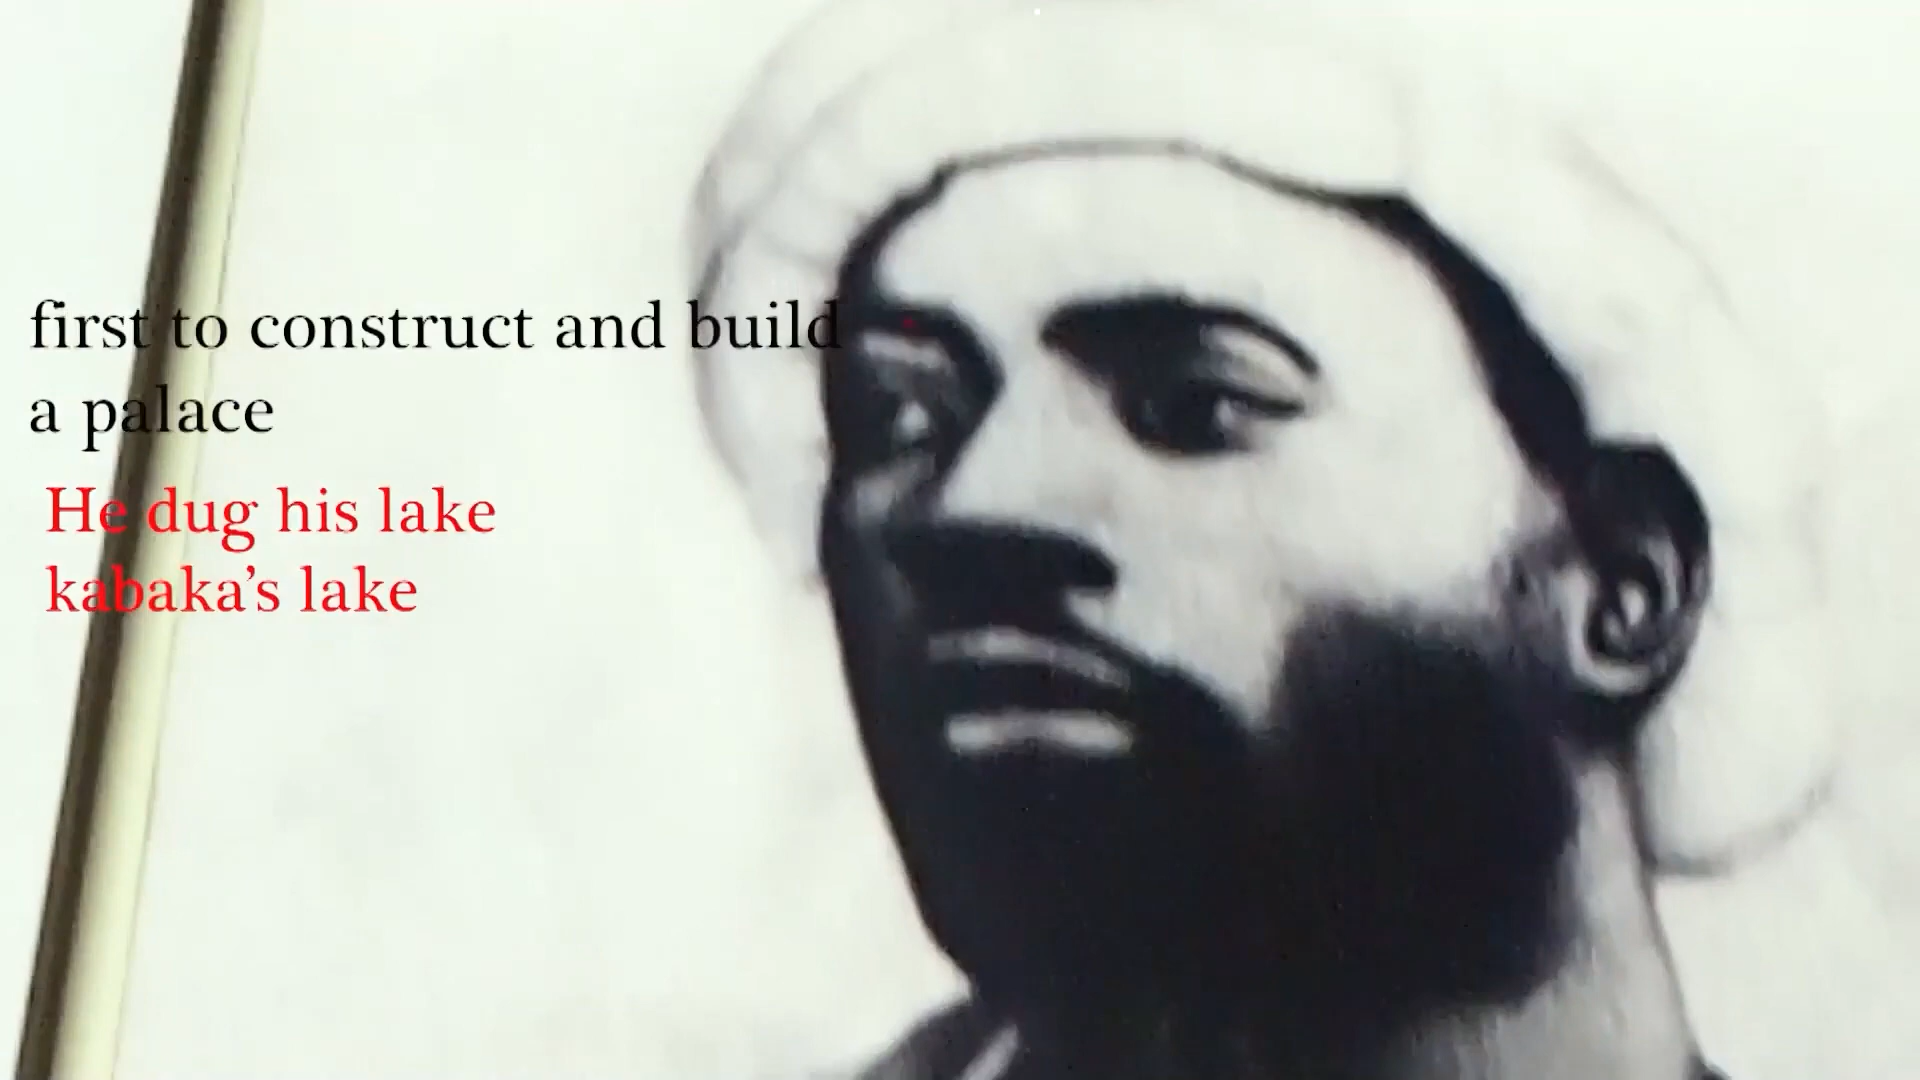 first to construct and build
a palace
He dug his lake
kabaka’s lake